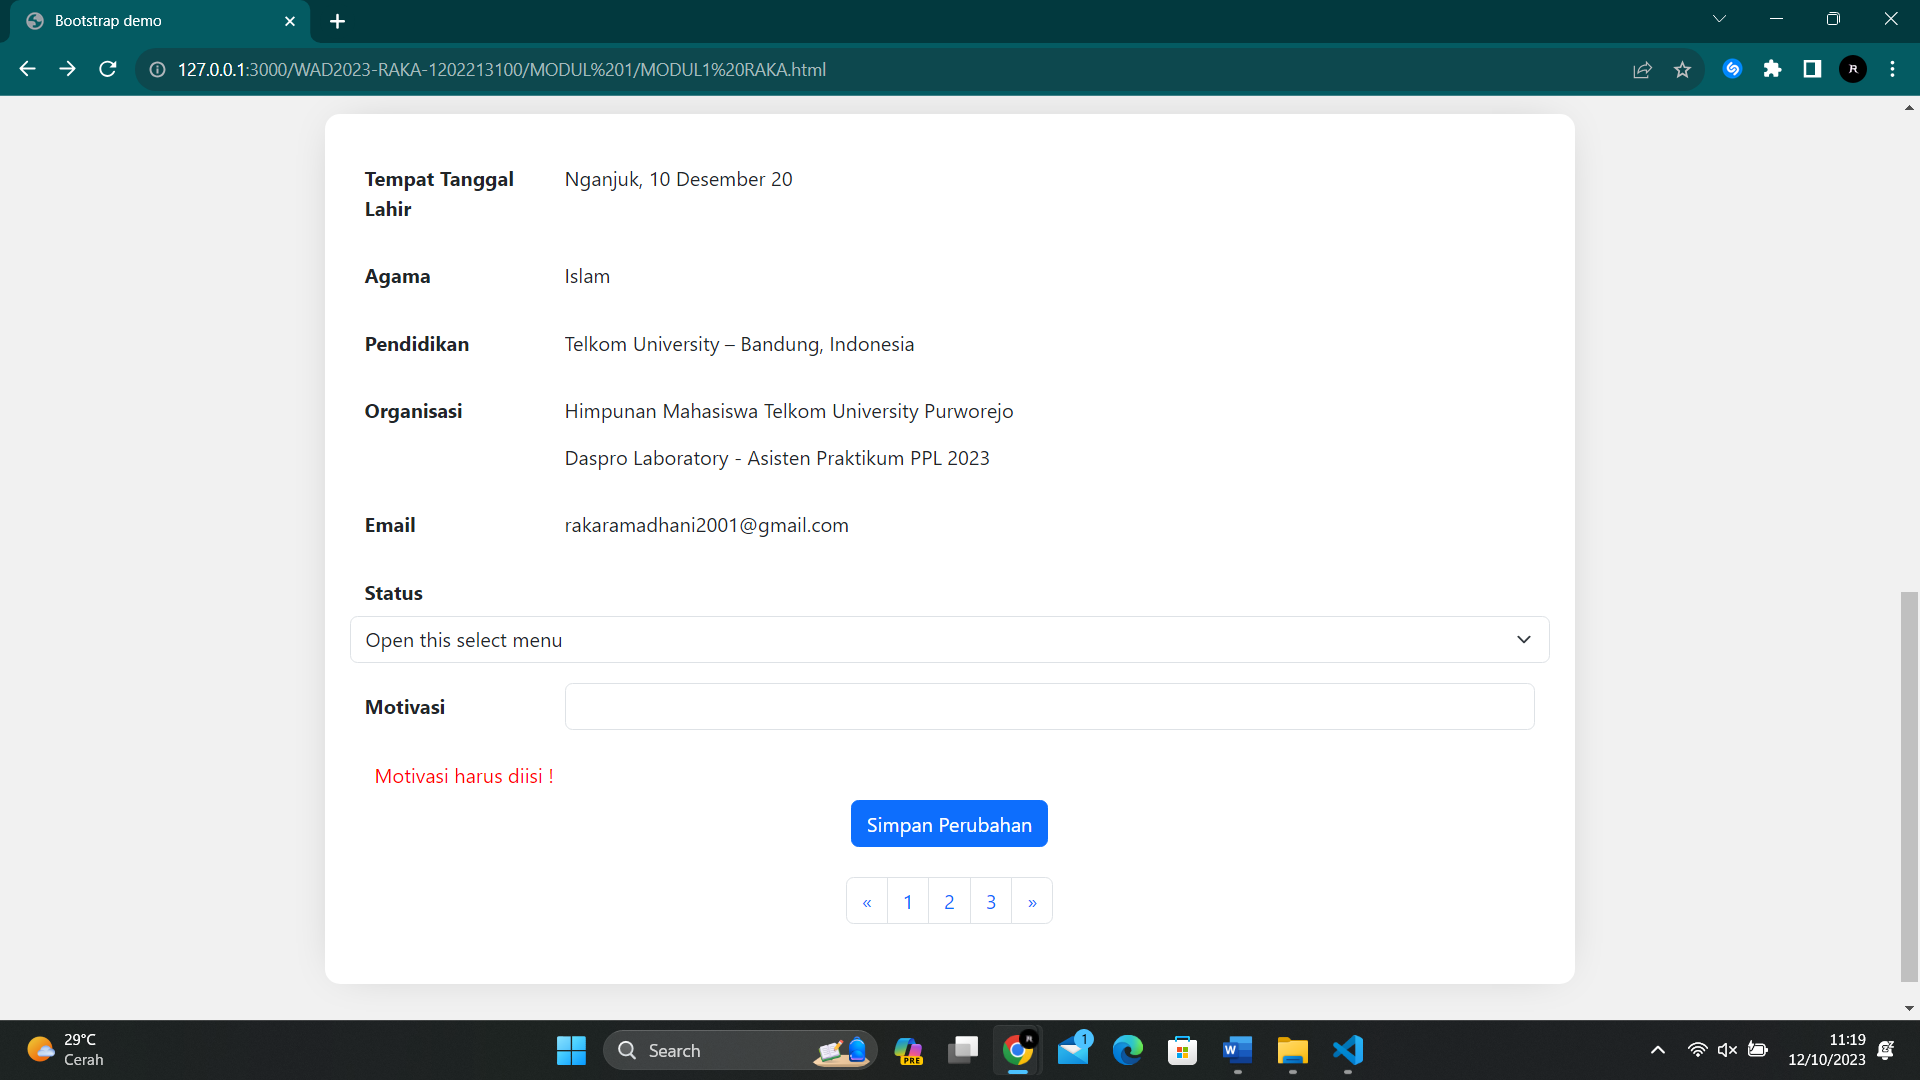 Bootstrap demo
127.0.0.1:3000/WAD2023-RAKA-1202213100/MODUL%201/MODUL1%20RAKA.html
R
Tempat Tanggal Lahir
Nganjuk, 10 Desember 20
Agama
Islam
Pendidikan
Telkom University – Bandung, Indonesia
Organisasi
Himpunan Mahasiswa Telkom University Purworejo
Daspro Laboratory - Asisten Praktikum PPL 2023
Email
rakaramadhani2001@gmail.com
Status
Open this select menu
Motivasi
Motivasi harus diisi !
Simpan Perubahan
« 1 2 3 »
29°C
Cerah
Search
PRE
R
1
W
11:19
12/10/2023